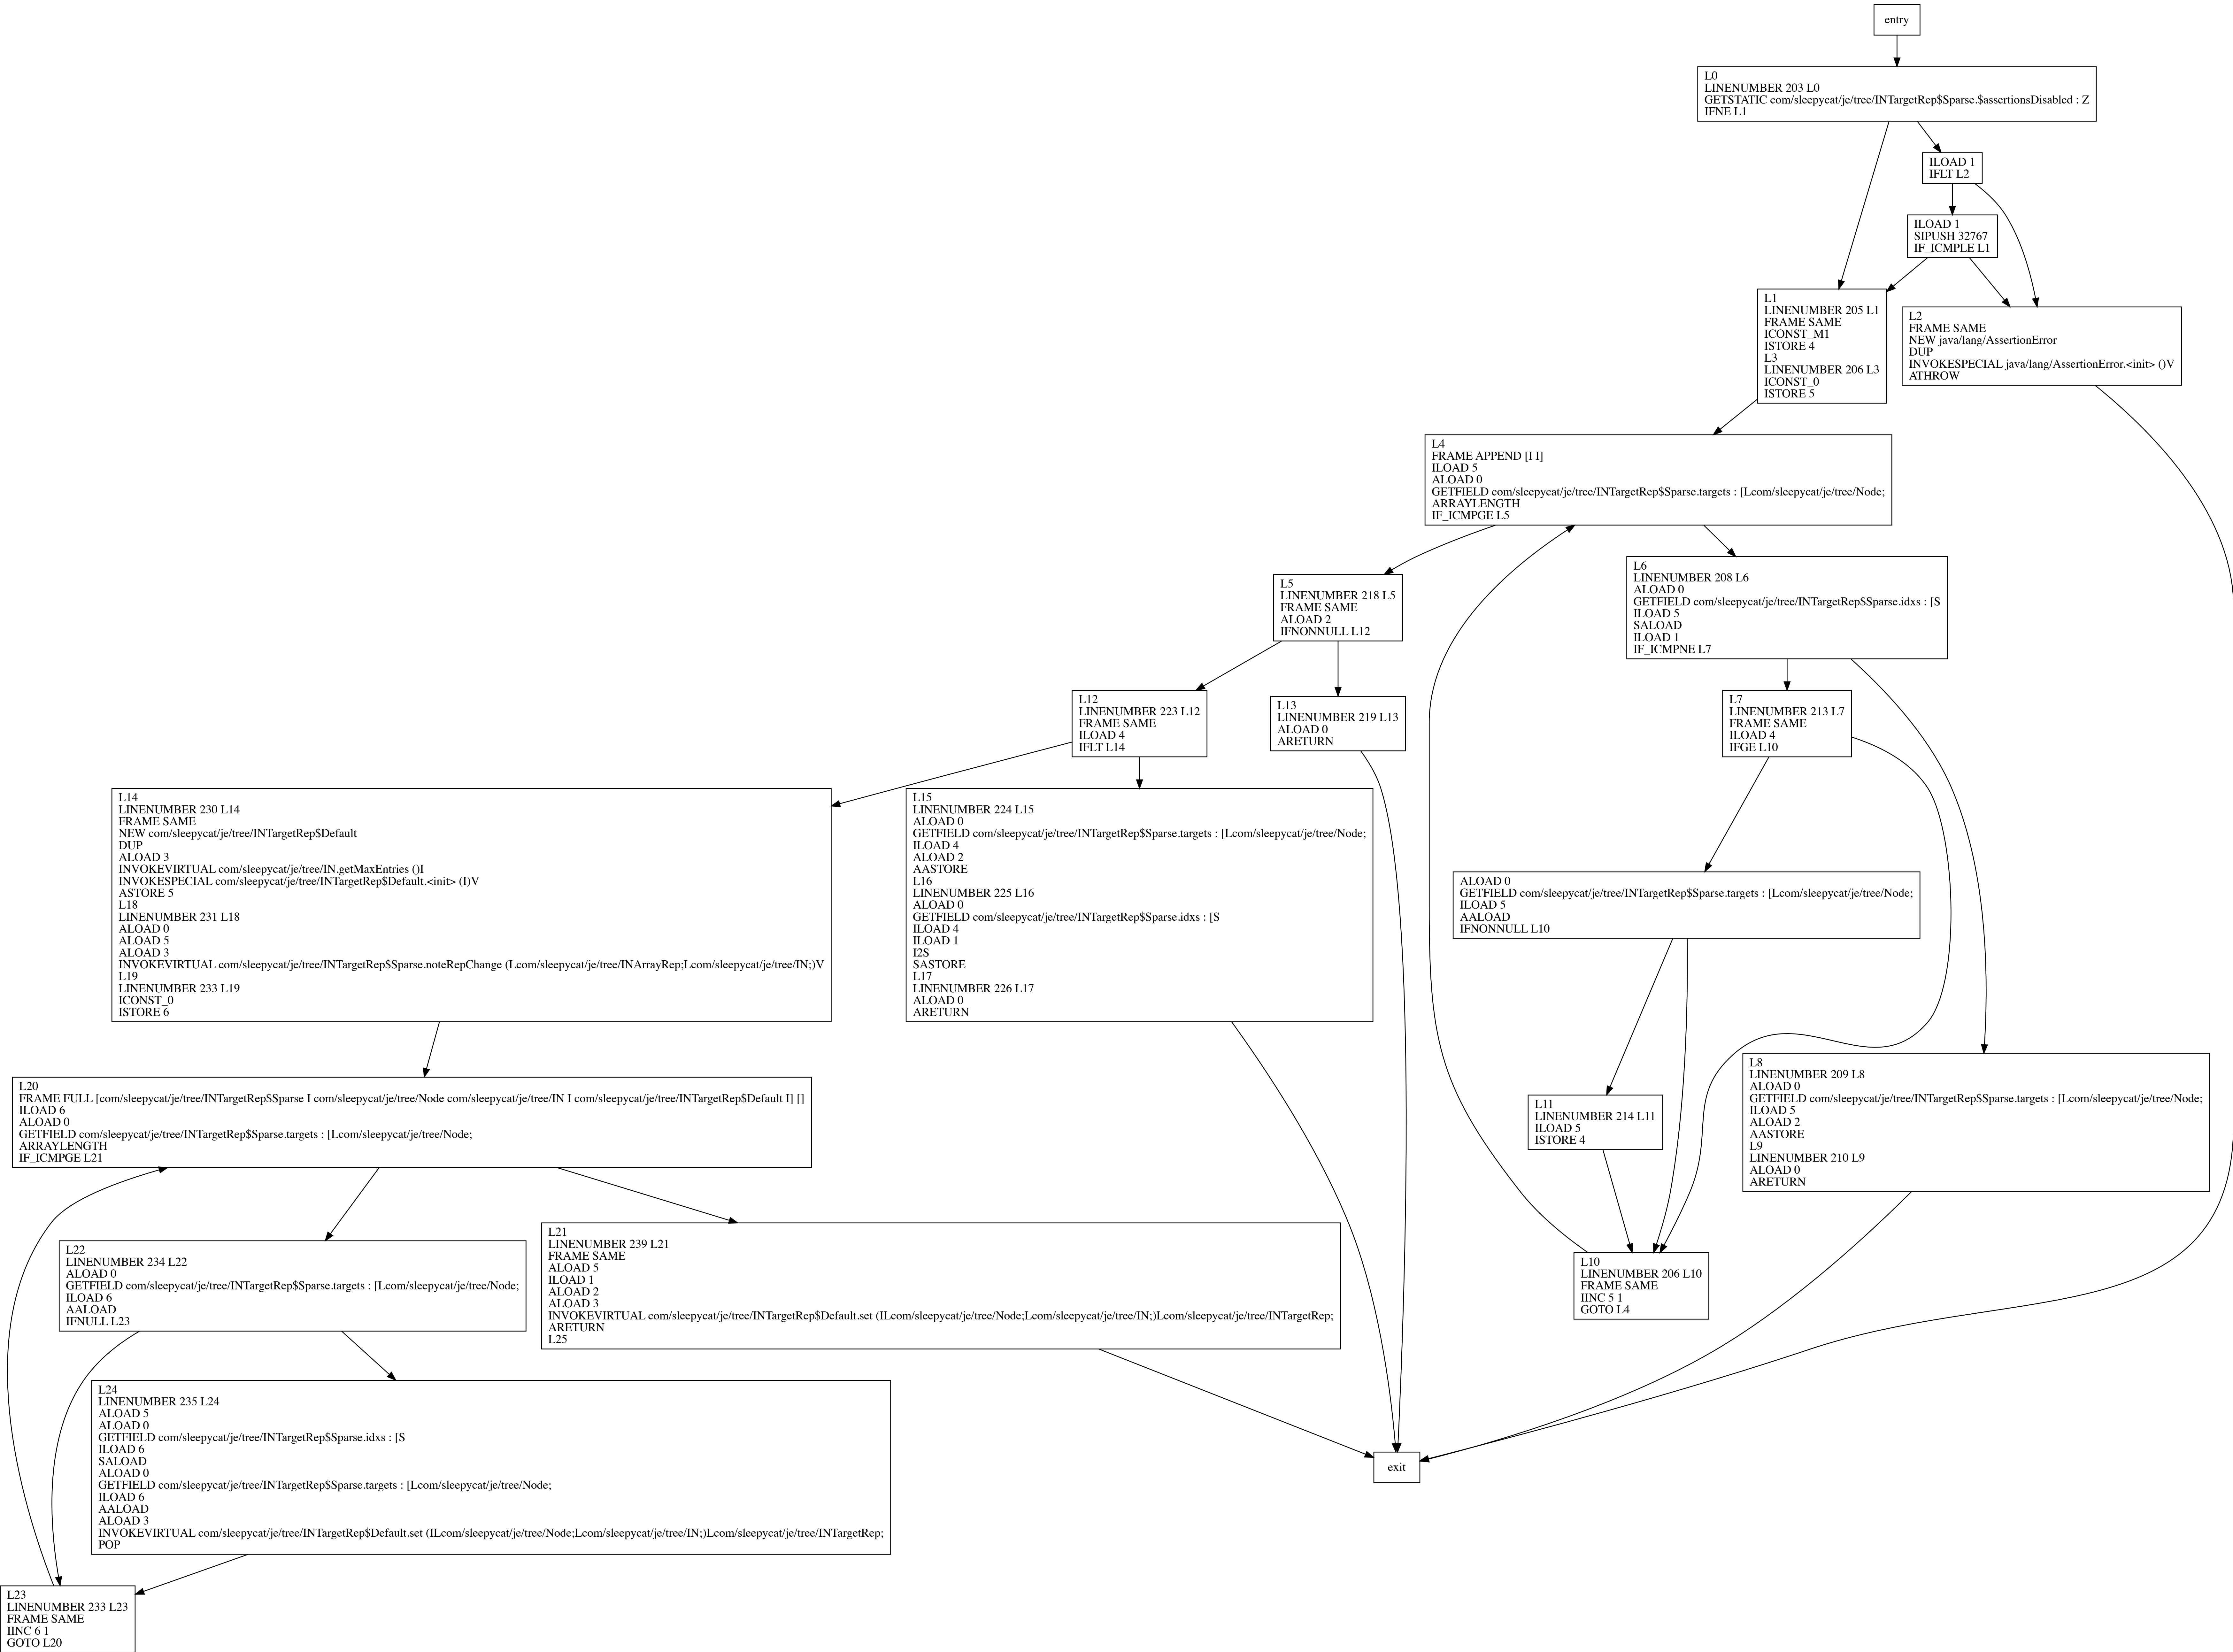 entry
L0
LINENUMBER 203 L0
GETSTATIC com/sleepycat/je/tree/INTargetRep$Sparse.$assertionsDisabled : Z
IFNE L1
ILOAD 1
IFLT L2
ILOAD 1
SIPUSH 32767
IF_ICMPLE L1
L1
LINENUMBER 205 L1
FRAME SAME
ICONST_M1
ISTORE 4
L3
LINENUMBER 206 L3
ICONST_0
ISTORE 5
L2
FRAME SAME
NEW java/lang/AssertionError
DUP
INVOKESPECIAL java/lang/AssertionError.<init> ()V
ATHROW
L4
FRAME APPEND [I I]
ILOAD 5
ALOAD 0
GETFIELD com/sleepycat/je/tree/INTargetRep$Sparse.targets : [Lcom/sleepycat/je/tree/Node;
ARRAYLENGTH
IF_ICMPGE L5
L5
LINENUMBER 218 L5
FRAME SAME
ALOAD 2
IFNONNULL L12
L6
LINENUMBER 208 L6
ALOAD 0
GETFIELD com/sleepycat/je/tree/INTargetRep$Sparse.idxs : [S
ILOAD 5
SALOAD
ILOAD 1
IF_ICMPNE L7
L12
LINENUMBER 223 L12
FRAME SAME
ILOAD 4
IFLT L14
L13
LINENUMBER 219 L13
ALOAD 0
ARETURN
L7
LINENUMBER 213 L7
FRAME SAME
ILOAD 4
IFGE L10
L14
LINENUMBER 230 L14
FRAME SAME
NEW com/sleepycat/je/tree/INTargetRep$Default
DUP
ALOAD 3
INVOKEVIRTUAL com/sleepycat/je/tree/IN.getMaxEntries ()I
INVOKESPECIAL com/sleepycat/je/tree/INTargetRep$Default.<init> (I)V
ASTORE 5
L18
LINENUMBER 231 L18
ALOAD 0
ALOAD 5
ALOAD 3
INVOKEVIRTUAL com/sleepycat/je/tree/INTargetRep$Sparse.noteRepChange (Lcom/sleepycat/je/tree/INArrayRep;Lcom/sleepycat/je/tree/IN;)V
L19
LINENUMBER 233 L19
ICONST_0
ISTORE 6
L15
LINENUMBER 224 L15
ALOAD 0
GETFIELD com/sleepycat/je/tree/INTargetRep$Sparse.targets : [Lcom/sleepycat/je/tree/Node;
ILOAD 4
ALOAD 2
AASTORE
L16
LINENUMBER 225 L16
ALOAD 0
GETFIELD com/sleepycat/je/tree/INTargetRep$Sparse.idxs : [S
ILOAD 4
ILOAD 1
I2S
SASTORE
L17
LINENUMBER 226 L17
ALOAD 0
ARETURN
ALOAD 0
GETFIELD com/sleepycat/je/tree/INTargetRep$Sparse.targets : [Lcom/sleepycat/je/tree/Node;
ILOAD 5
AALOAD
IFNONNULL L10
L20
FRAME FULL [com/sleepycat/je/tree/INTargetRep$Sparse I com/sleepycat/je/tree/Node com/sleepycat/je/tree/IN I com/sleepycat/je/tree/INTargetRep$Default I] []
ILOAD 6
ALOAD 0
GETFIELD com/sleepycat/je/tree/INTargetRep$Sparse.targets : [Lcom/sleepycat/je/tree/Node;
ARRAYLENGTH
IF_ICMPGE L21
L11
LINENUMBER 214 L11
ILOAD 5
ISTORE 4
L8
LINENUMBER 209 L8
ALOAD 0
GETFIELD com/sleepycat/je/tree/INTargetRep$Sparse.targets : [Lcom/sleepycat/je/tree/Node;
ILOAD 5
ALOAD 2
AASTORE
L9
LINENUMBER 210 L9
ALOAD 0
ARETURN
L22
LINENUMBER 234 L22
ALOAD 0
GETFIELD com/sleepycat/je/tree/INTargetRep$Sparse.targets : [Lcom/sleepycat/je/tree/Node;
ILOAD 6
AALOAD
IFNULL L23
L21
LINENUMBER 239 L21
FRAME SAME
ALOAD 5
ILOAD 1
ALOAD 2
ALOAD 3
INVOKEVIRTUAL com/sleepycat/je/tree/INTargetRep$Default.set (ILcom/sleepycat/je/tree/Node;Lcom/sleepycat/je/tree/IN;)Lcom/sleepycat/je/tree/INTargetRep;
ARETURN
L25
L10
LINENUMBER 206 L10
FRAME SAME
IINC 5 1
GOTO L4
L24
LINENUMBER 235 L24
ALOAD 5
ALOAD 0
GETFIELD com/sleepycat/je/tree/INTargetRep$Sparse.idxs : [S
ILOAD 6
SALOAD
ALOAD 0
GETFIELD com/sleepycat/je/tree/INTargetRep$Sparse.targets : [Lcom/sleepycat/je/tree/Node;
ILOAD 6
AALOAD
ALOAD 3
INVOKEVIRTUAL com/sleepycat/je/tree/INTargetRep$Default.set (ILcom/sleepycat/je/tree/Node;Lcom/sleepycat/je/tree/IN;)Lcom/sleepycat/je/tree/INTargetRep;
POP
exit
L23
LINENUMBER 233 L23
FRAME SAME
IINC 6 1
GOTO L20